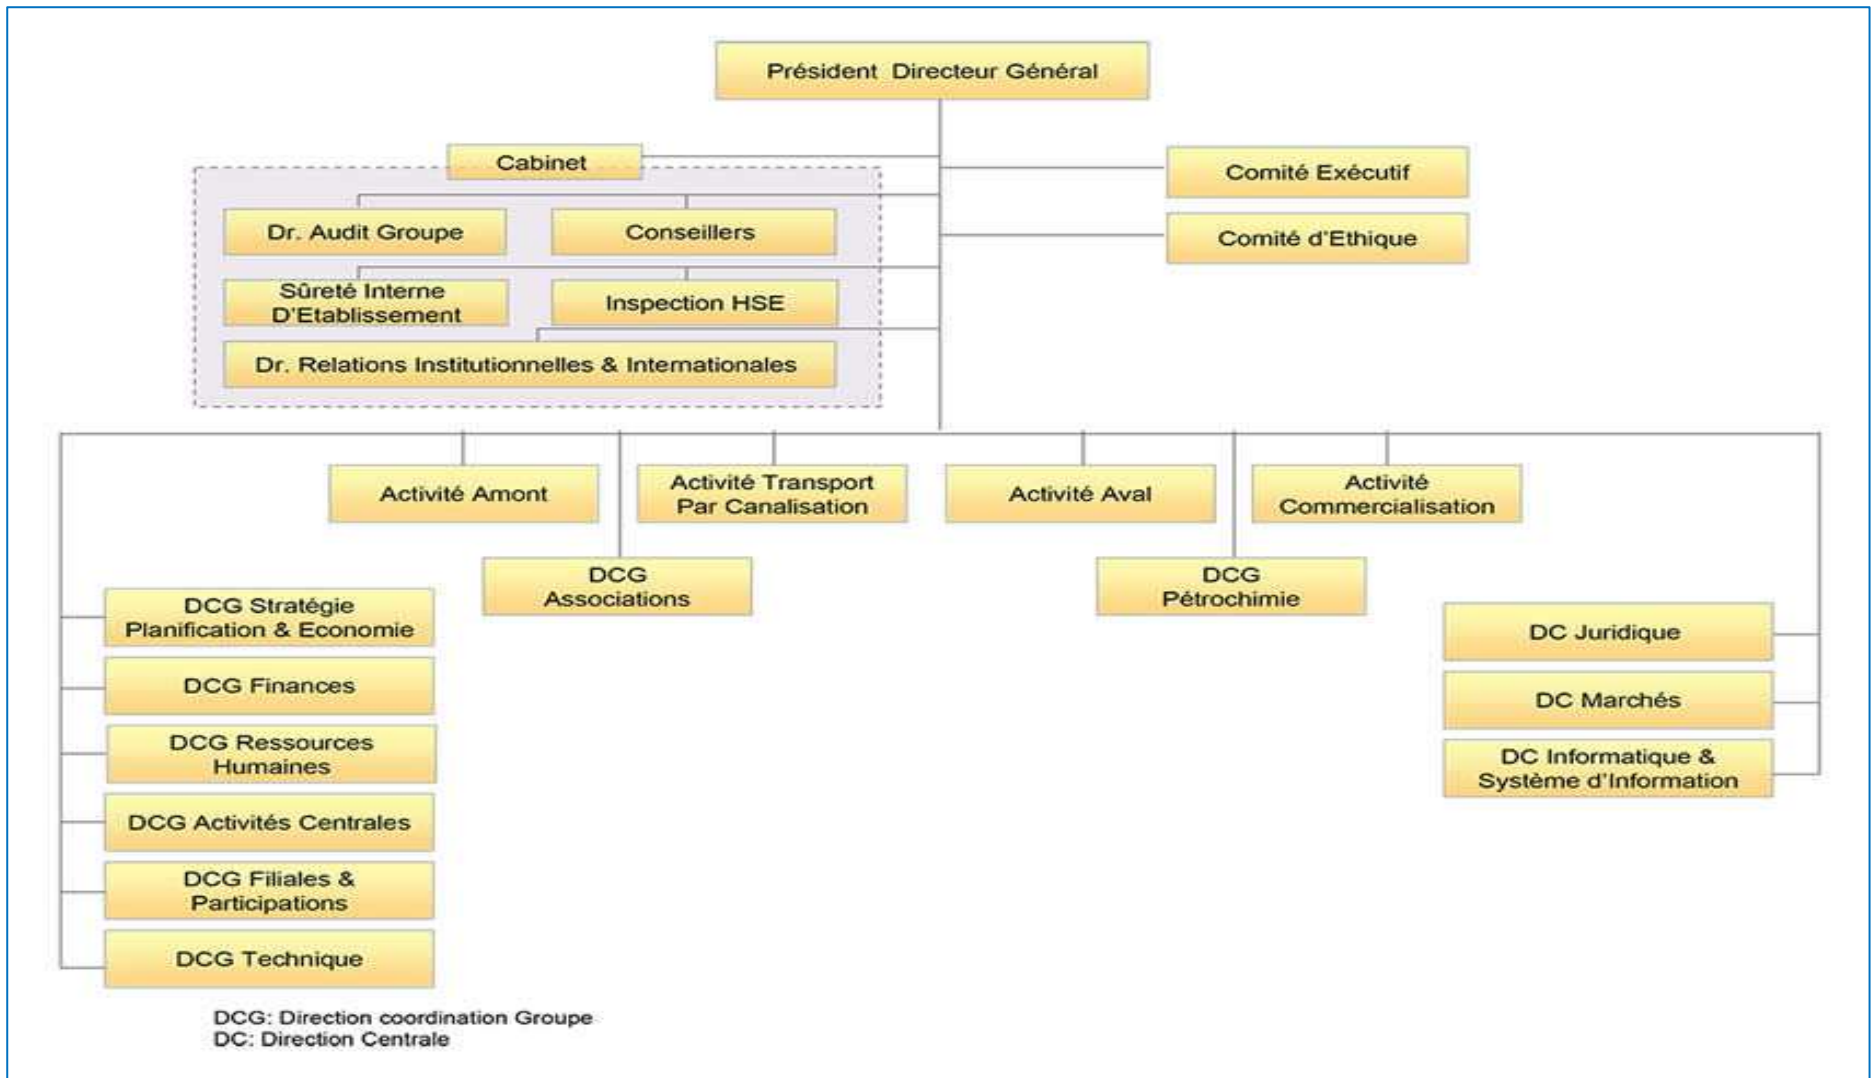 Président Directeur Général
Cabinet
Comité Exécutif
Dr. Audit Groupe
Conseillers
Comité d'Ethique
Sûreté Interne
D'Etablissement
Inspection HSE
Dr. Relations Institutionnelles & Internationales
Activité Amont
Activité Transport
Par Canalisation
Activité Aval
Activité
Commercialisation
DCG
Associations
DCG
Pétrochimie
DCG Stratégie
Planification & Economie
DCG Finances
DCG Ressources
Humaines
DCG Activités Centrales
DCG Filiales &
Participations
DCG Technique
DC Juridique
DC Marchés
DC Informatique &
Système d'Information
DCG: Direction coordination Groupe
DC: Direction Centrale